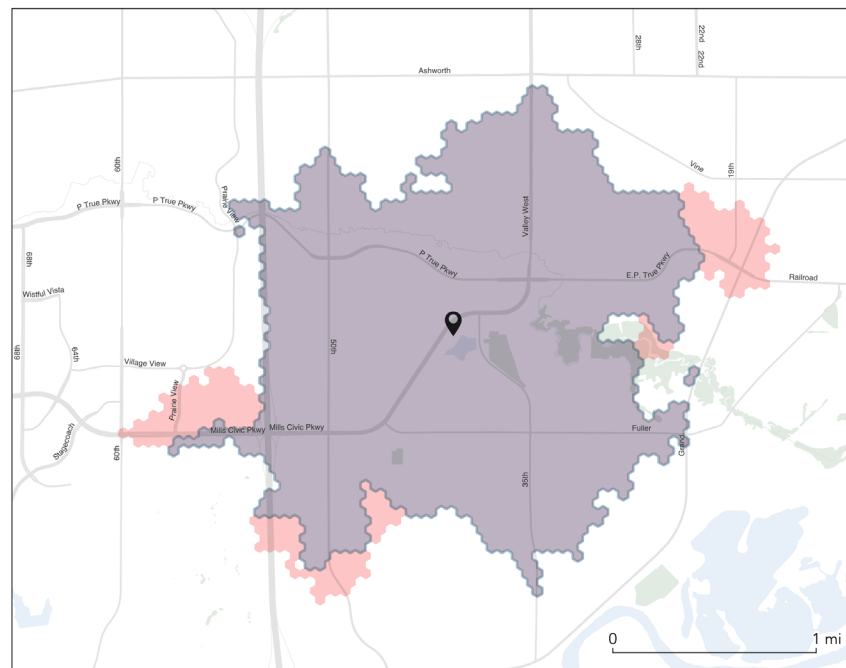 22nd
28th
22nd
Ashworth
60th
Vine
19th
Prairie View
P True Pkwy
P True Pkwy
Valley West
68th
P True Pkwy
E.P. True Pkwy
Railroad
Wistful Vista
64th
50th
68th
Village View
Prairie View
Mills Civic Pkwy
Mills Civic Pkwy
Fuller
Grand
Stagecoach
60th
35th
0
1 mi